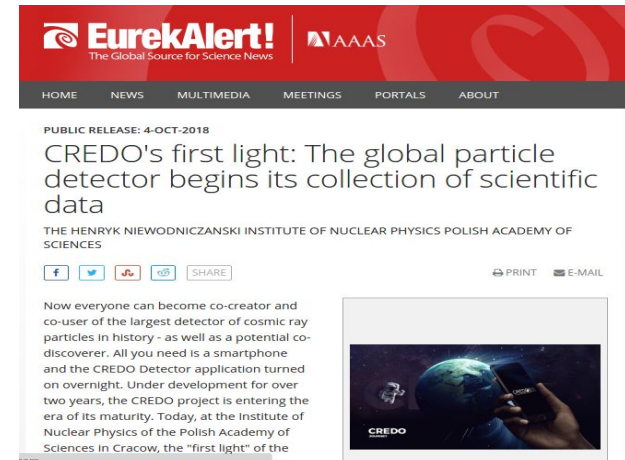 EurekAlert!
The Global Source for Science News
AAAS
HOME NEWS MULTIMEDIA MEETINGS PORTALS ABOUT
PUBLIC RELEASE: 4-OCT-2018
CREDO's first light: The global particle
detector begins its collection of scientific
data
THE HENRYK NIEWODNICZANSKI INSTITUTE OF NUCLEAR PHYSICS POLISH ACADEMY OF
SCIENCES
SHARE
PRINT E-MAIL
Now everyone can become co-creator and
co-user of the largest detector of cosmic ray
particles in history - as well as a potential co-
discoverer. All you need is a smartphone
and the CREDO Detector application turned
on overnight. Under development for over
two years, the CREDO project is entering the
era of its maturity. Today, at the Institute of
Nuclear Physics of the Polish Academy of
Sciences in Cracow, the "first light" of the
CREDO